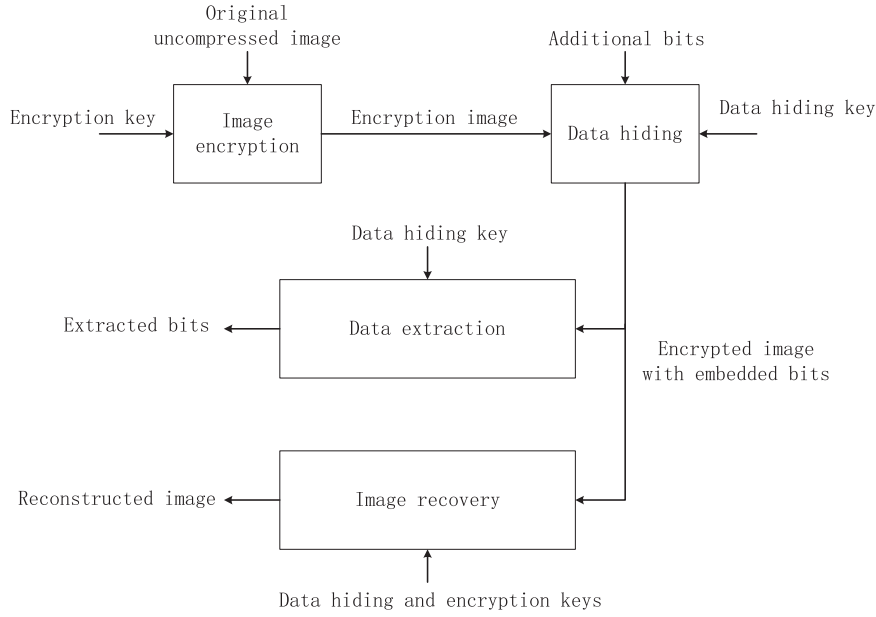 Original
uncompressed image
Additional bits
Encryption key
Image
encryption
Encryption image
Data hiding
Data hiding key
Data hiding key
Extracted bits
Data extraction
Encrypted image
with embedded bits
Reconstructed image
Image recovery
Data hiding and encryption keys